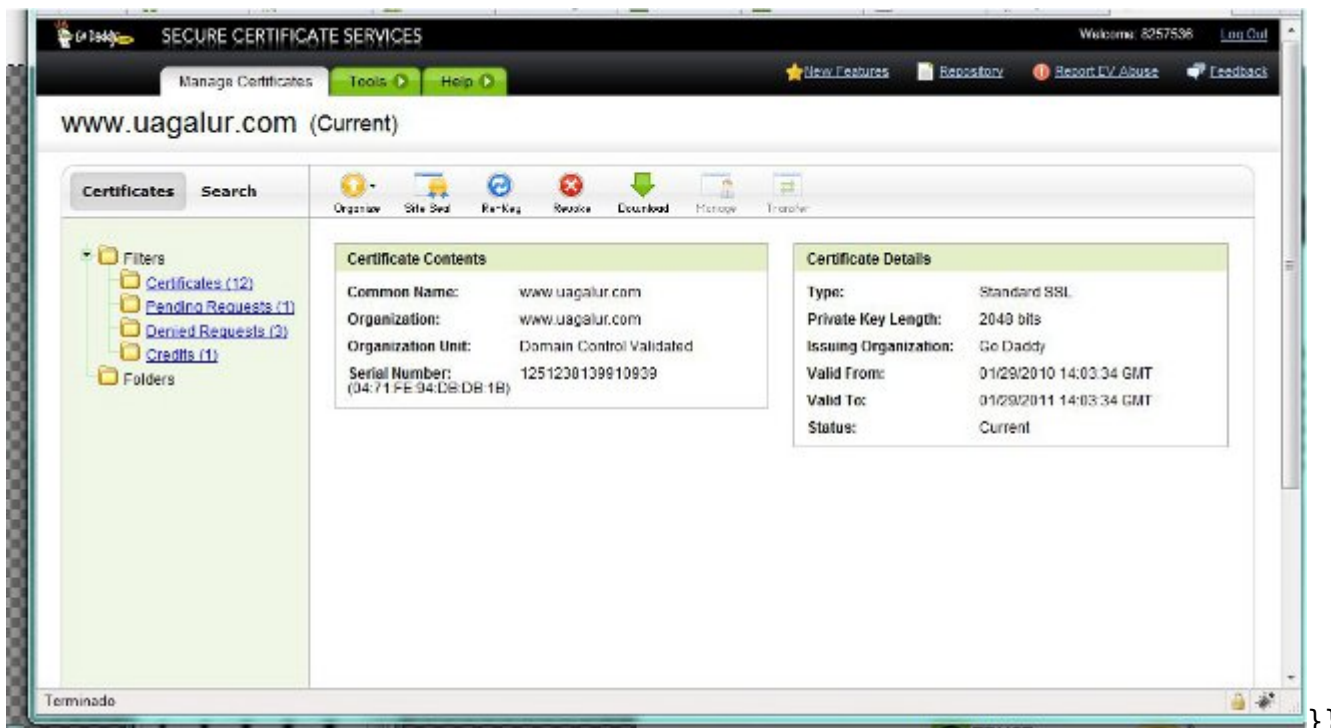 Go Daddy SECURE CERTIFICATE SERVICES Welcome: 8257536 Log Out
Manage Certificates Tools Help New Features Repository Report EV Abuse Feedback
www.uagalur.com (Current)
Certificates Search
Organize Site Seal Re-Key Revoke Download Manage Transfer
Filters
Certificates (12)
Pending Requests (1)
Denied Requests (3)
Credits (1)
Folders
Certificate Contents
Common Name: www.uagalur.com
Organization: www.uagalur.com
Organization Unit: Domain Control Validated
Serial Number: 1251238139910939
(04:71:FE:94:DB:DB:1B)
Certificate Details
Type: Standard SSL
Private Key Length: 2048 bits
Issuing Organization: Go Daddy
Valid From: 01/29/2010 14:03:34 GMT
Valid To: 01/29/2011 14:03:34 GMT
Status: Current
Terminado
}}